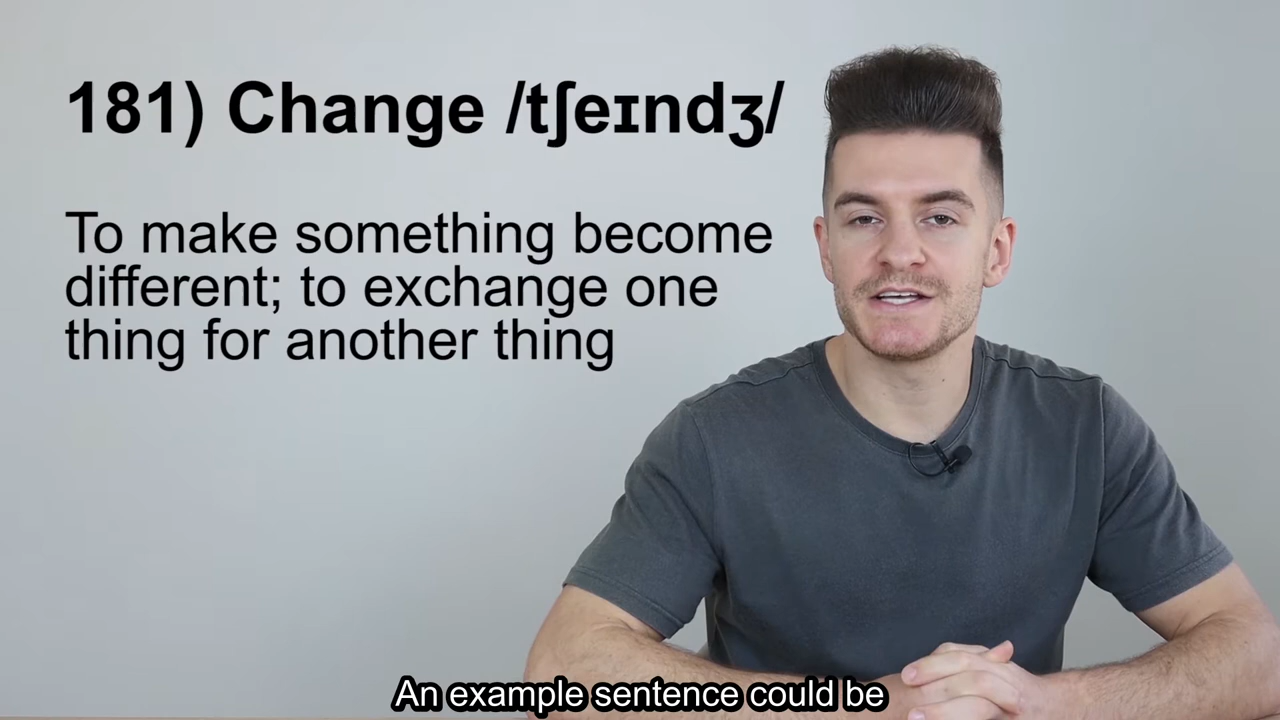 181) Change /tʃeɪndʒ/
To make something become
different; to exchange one
thing for another thing
An example sentence could be